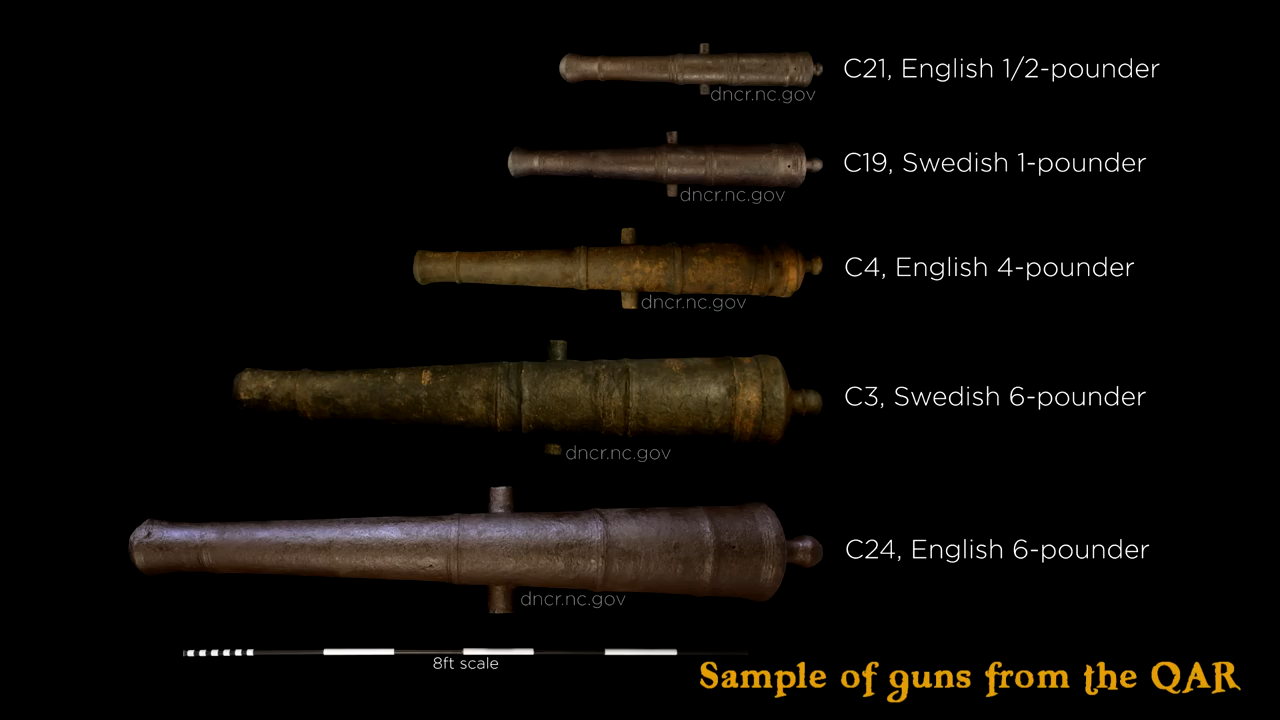 C21, English 1/2-pounder
dncr.nc.gov
C19, Swedish 1-pounder
dncr.nc.gov
C4, English 4-pounder
dncr.nc.gov
C3, Swedish 6-pounder
dncr.nc.gov
C24, English 6-pounder
dncr.nc.gov
8ft scale
Sample of guns from the QAR